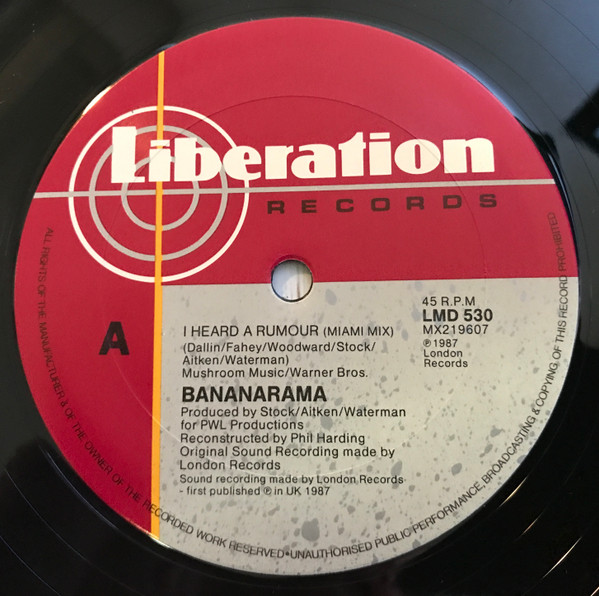 Liberation
RECORDS
A
45 R.P.M
LMD 530
MX219607
℗ 1987
London
Records
I HEARD A RUMOUR (MIAMI MIX)
(Dallin/Fahey/Woodward/Stock/
Aitken/Waterman)
Mushroom Music/Warner Bros.
BANANARAMA
Produced by Stock/Aitken/Waterman
for PWL Productions
Reconstructed by Phil Harding
Original Sound Recording made by
London Records
Sound recording made by London Records
- first published ℗ in UK 1987
ALL RIGHTS OF THE MANUFACTURER & OF THE OWNER OF THE RECORDED WORK RESERVED•UNAUTHORISED PUBLIC PERFORMANCE, BROADCASTING & COPYING, OF THIS RECORD PROHIBITED